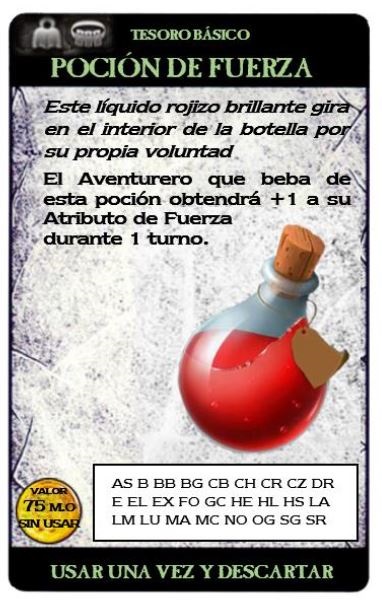 TESORO BÁSICO
POCIÓN DE FUERZA
Este líquido rojizo brillante gira
en el interior de la botella por
su propia voluntad
El Aventurero que beba de
esta poción obtendrá +1 a su
Atributo de Fuerza
durante 1 turno.
VALOR
75 M.O
SIN USAR
AS B BB BG CB CH CR CZ DR
E EL EX FO GC HE HL HS LA
LM LU MA MC NO OG SG SR
USAR UNA VEZ Y DESCARTAR